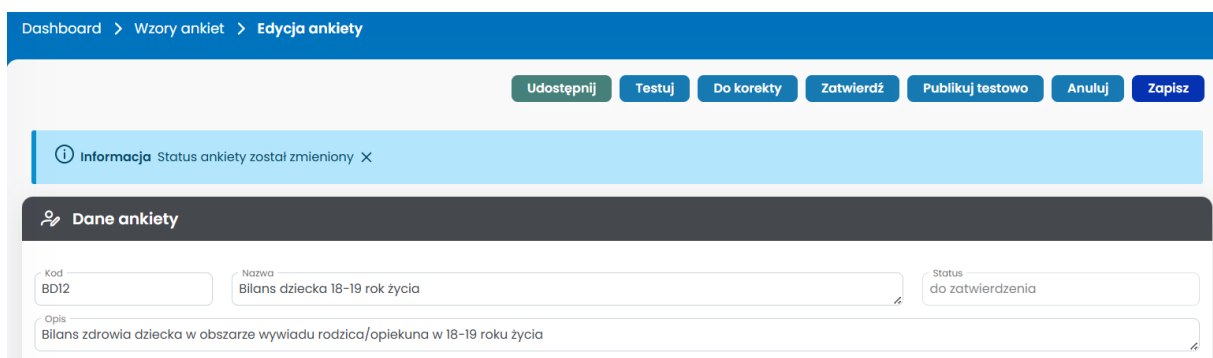 Dashboard > Wzory ankiet > Edycja ankiety
Udostępnij Testuj Do korekty Zatwierdź Publikuj testowo Anuluj Zapisz
Informacja Status ankiety został zmieniony
Dane ankiety
Kod Nazwa Status
BD12 Bilans dziecka 18-19 rok życia do zatwierdzenia
Opis
Bilans zdrowia dziecka w obszarze wywiadu rodzica/opiekuna w 18-19 roku życia